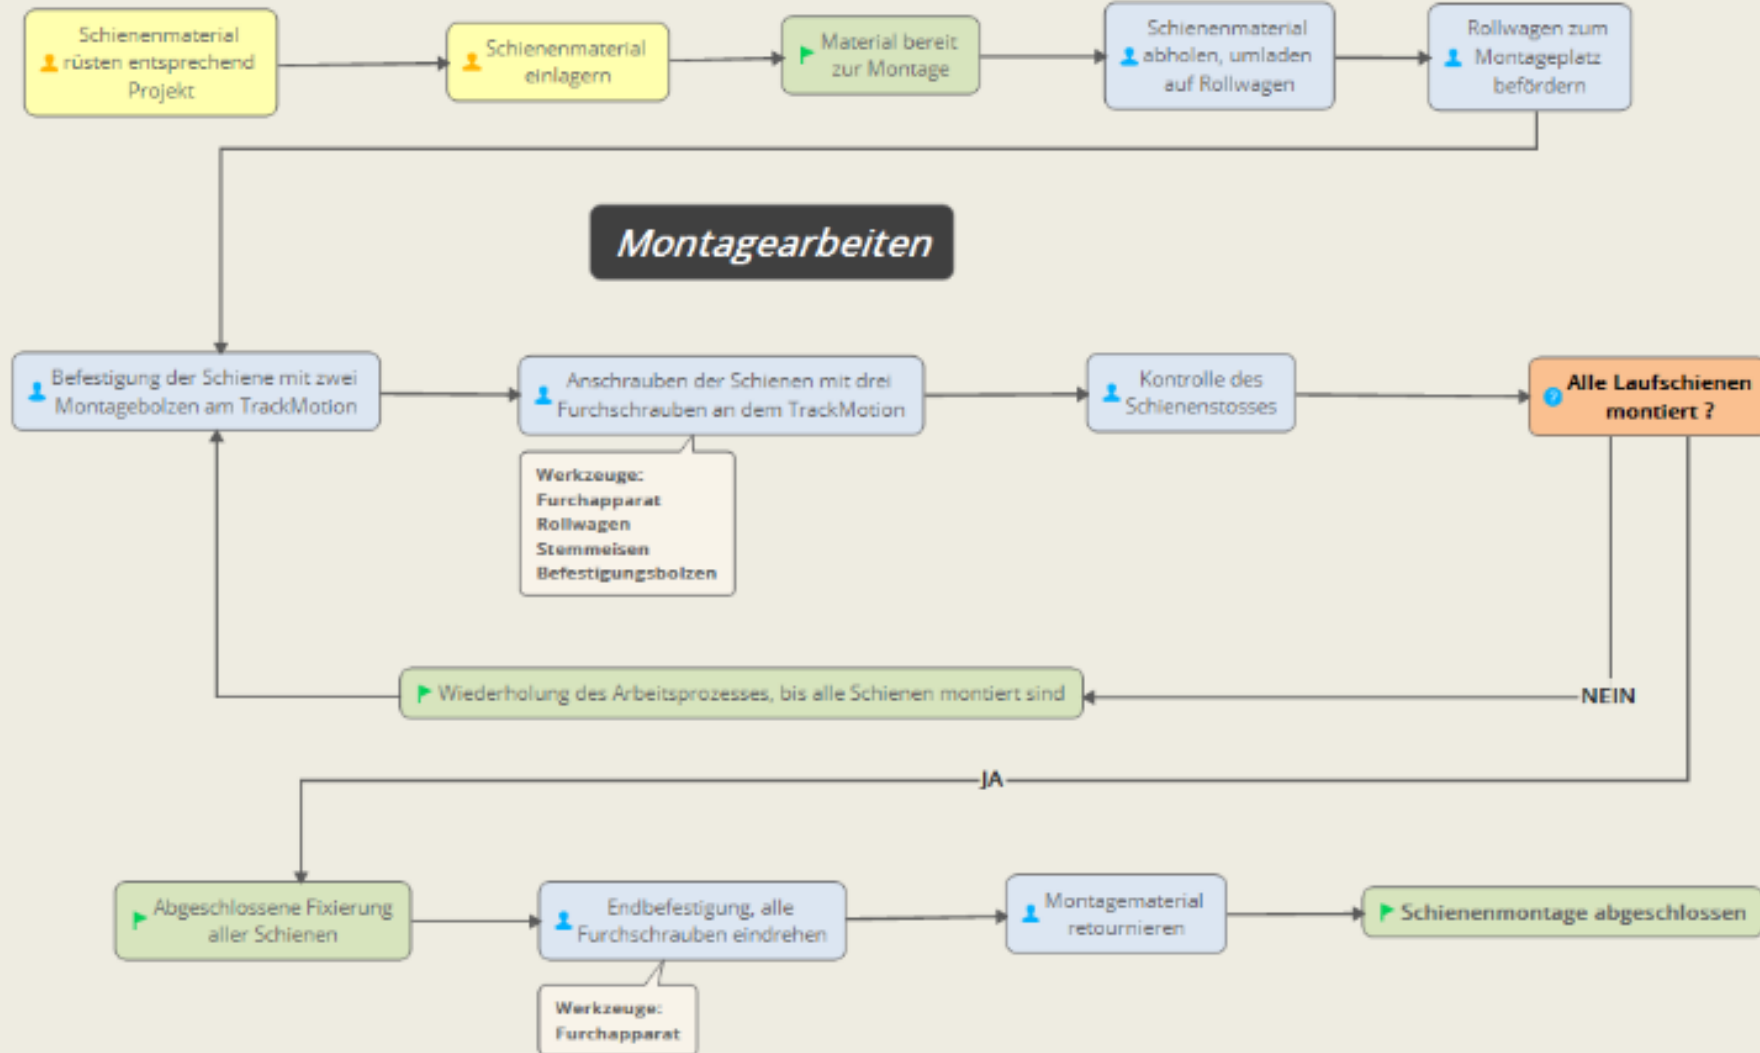 Schienenmaterial
rüsten entsprechend
Projekt
Schienenmaterial
einlagern
Material bereit
zur Montage
Schienenmaterial
abholen, umladen
auf Rollwagen
Rollwagen zum
Montageplatz
befördern
Montagearbeiten
Befestigung der Schiene mit zwei
Montagebolzen am TrackMotion
Anschrauben der Schienen mit drei
Furchschrauben an dem TrackMotion
Kontrolle des
Schienenstosses
Alle Laufschienen
montiert ?
Werkzeuge:
Furchapparat
Rollwagen
Stemmeisen
Befestigungsbolzen
Wiederholung des Arbeitsprozesses, bis alle Schienen montiert sind
NEIN
JA
Abgeschlossene Fixierung
aller Schienen
Endbefestigung, alle
Furchschrauben eindrehen
Montagematerial
retournieren
Schienenmontage abgeschlossen
Werkzeuge:
Furchapparat